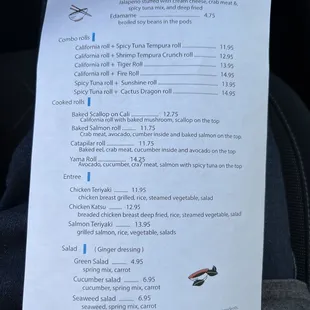 Jalapeno stuffed with cream cheese, crab meat &
spicy tuna mix, and deep fried
Edamame .................. 4.75
broiled soy beans in the pods
Combo rolls
California roll + Spicy Tuna Tempura roll .................. 11.95
California roll + Shrimp Tempura Crunch roll .......... 12.95
California roll + Tiger Roll .................. 13.95
California roll + Fire Roll .................. 14.95
Spicy Tuna roll + Sunshine roll .................. 13.95
Spicy Tuna roll + Cactus Dragon roll .................. 14.95
Cooked rolls
Baked Scallop on Cali .......... 12.75
California roll with baked mushroom, scallop on the top
Baked Salmon roll ...... 11.75
Crab meat, avocado, cumber inside and baked salmon on the top
Catapilar roll .......... 11.75
Baked eel, crab meat, cucumber inside and avocado on the top
Yama Roll .......... 14.25
Avocado, cucumber, cra? meat, salmon with spicy tuna on the top
Entree
Chicken Teriyaki ...... 11.95
chicken breast grilled, rice, steamed vegetable, salad
Chicken Katsu ...... 12.95
breaded chicken breast deep fried, rice, steamed vegetable, salad
Salmon Teriyaki ...... 13.95
grilled salmon, rice, vegetable, salads
Salad ( Ginger dressing )
Green Salad ...... 4.95
spring mix, carrot
Cucumber salad ...... 6.95
cucumber, spring mix, carrot
Seaweed salad ...... 6.95
seaweed, spring mix, carrot